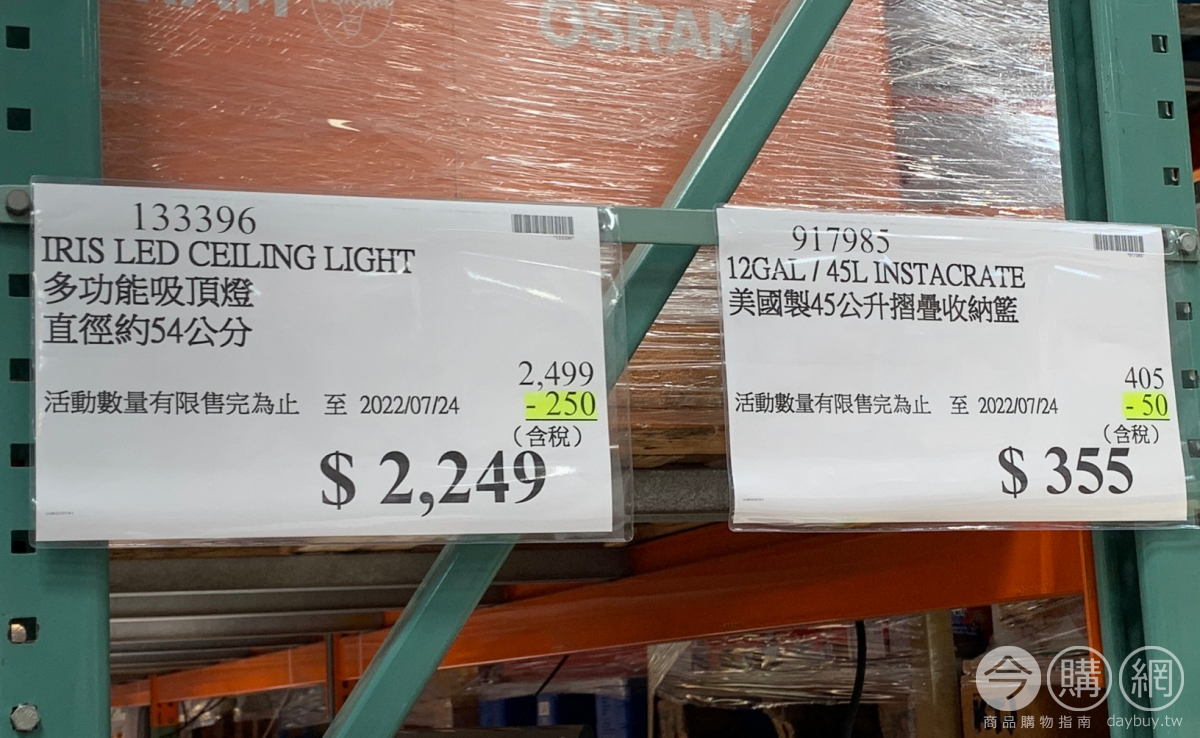 OSRAM
133396
IRIS LED CEILING LIGHT
多功能吸頂燈
直徑約54公分
2,499
活動數量有限售完為止 至 2022/07/24 - 250
(含稅)
$ 2,249
917985
12GAL / 45L INSTACRATE
美國製45公升摺疊收納籃
405
活動數量有限售完為止 至 2022/07/24 - 50
(含稅)
$ 355
今購網
商品購物指南 daybuy.tw